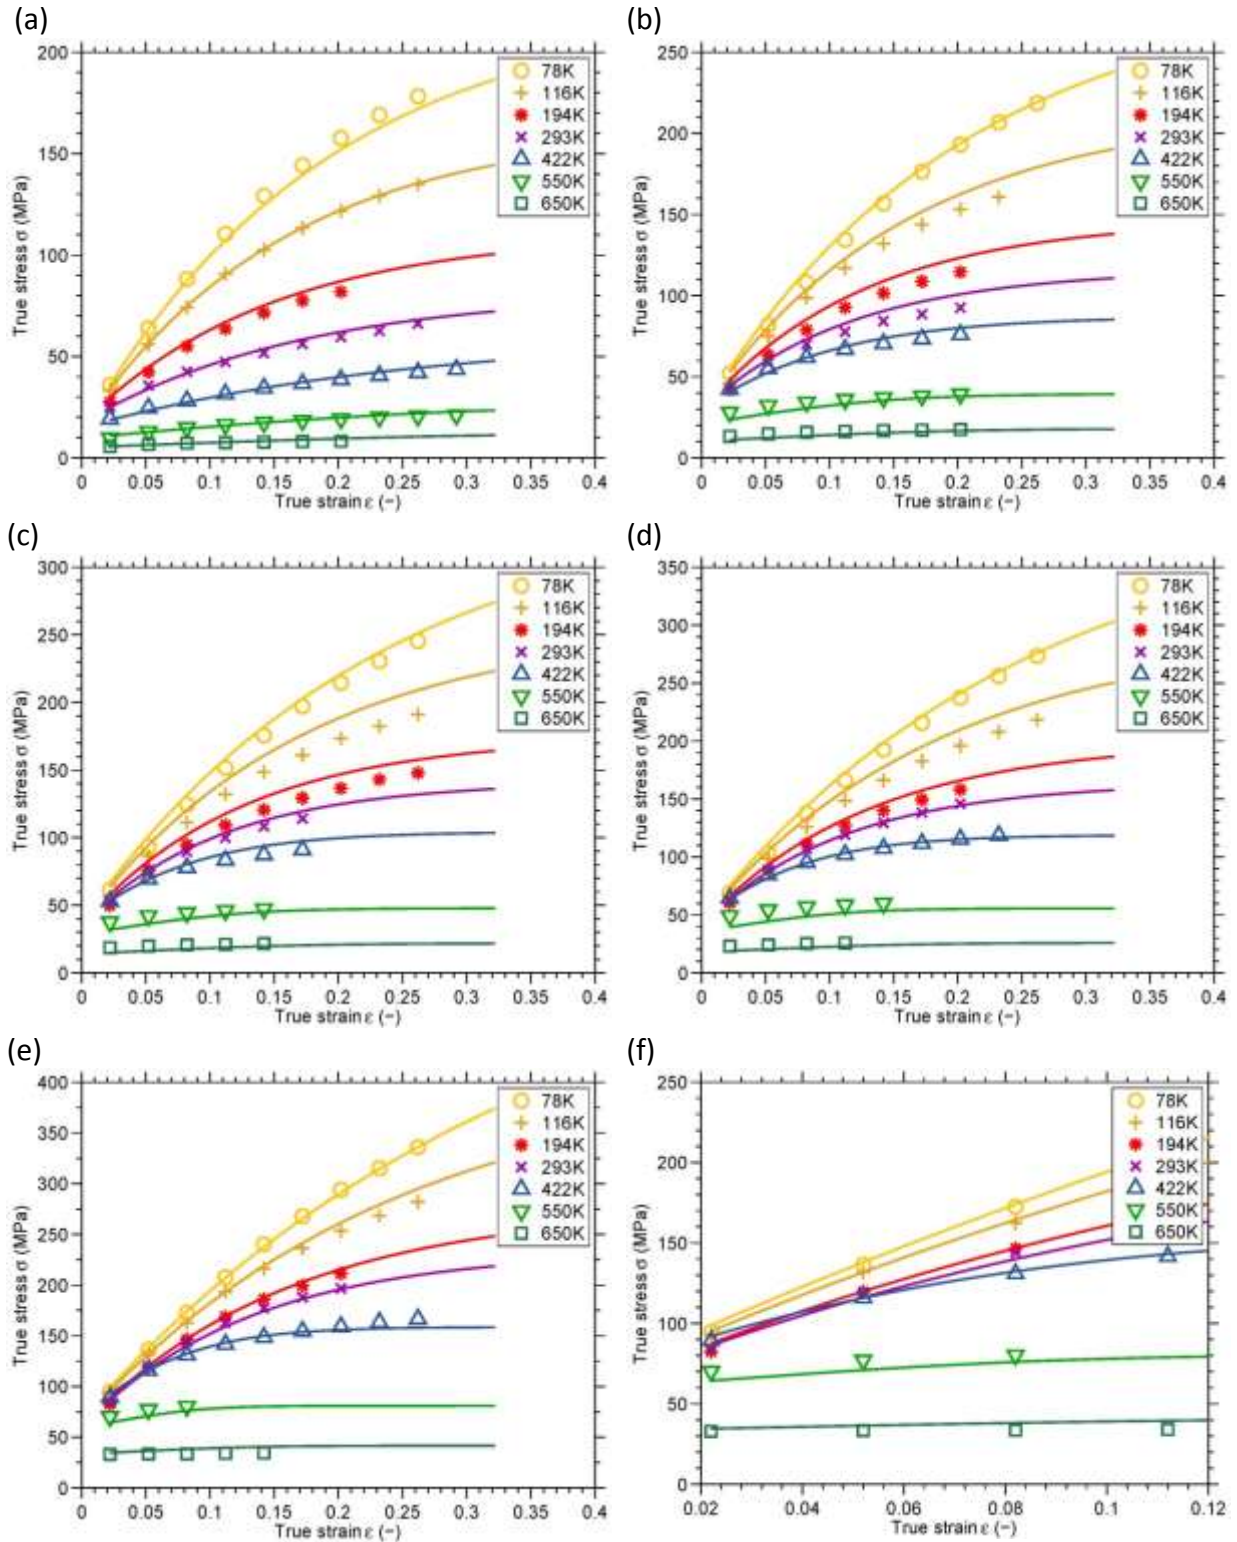 (a)
200
150
100
50
0
True stress σ (MPa)
0 0.05 0.1 0.15 0.2 0.25 0.3 0.35 0.4
True strain ε (−)
78K
116K
194K
293K
422K
550K
650K
(b)
250
200
150
100
50
0
True stress σ (MPa)
0 0.05 0.1 0.15 0.2 0.25 0.3 0.35 0.4
True strain ε (−)
78K
116K
194K
293K
422K
550K
650K
(c)
300
250
200
150
100
50
0
True stress σ (MPa)
0 0.05 0.1 0.15 0.2 0.25 0.3 0.35 0.4
True strain ε (−)
78K
116K
194K
293K
422K
550K
650K
(d)
350
300
250
200
150
100
50
0
True stress σ (MPa)
0 0.05 0.1 0.15 0.2 0.25 0.3 0.35 0.4
True strain ε (−)
78K
116K
194K
293K
422K
550K
650K
(e)
400
350
300
250
200
150
100
50
0
True stress σ (MPa)
0 0.05 0.1 0.15 0.2 0.25 0.3 0.35 0.4
True strain ε (−)
78K
116K
194K
293K
422K
550K
650K
(f)
250
200
150
100
50
0
True stress σ (MPa)
0.02 0.04 0.06 0.08 0.1 0.12
True strain ε (−)
78K
116K
194K
293K
422K
550K
650K